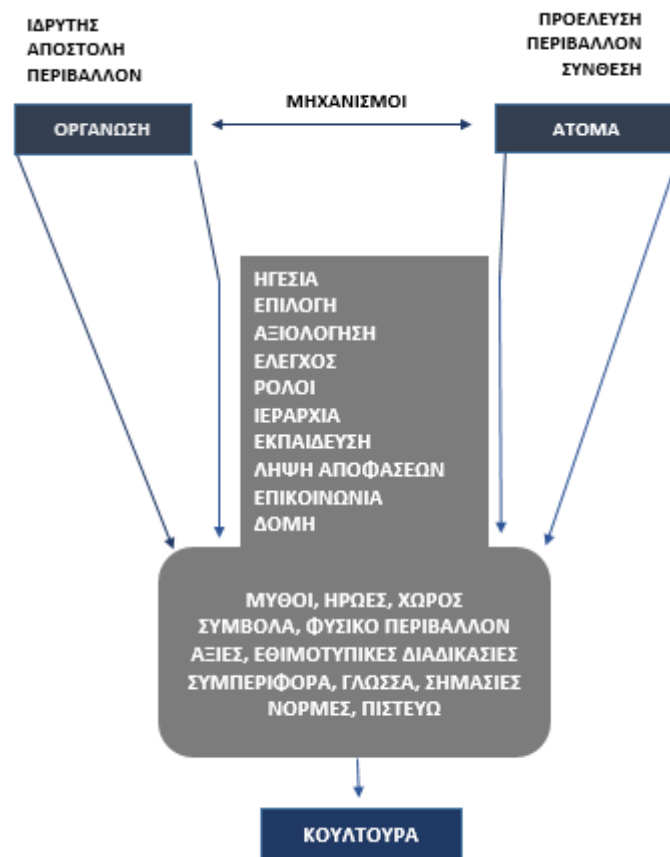 ΙΔΡΥΤΗΣ
ΑΠΟΣΤΟΛΗ
ΠΕΡΙΒΑΛΛΟΝ
ΠΡΟΕΛΕΥΣΗ
ΠΕΡΙΒΑΛΛΟΝ
ΣΥΝΘΕΣΗ
ΜΗΧΑΝΙΣΜΟΙ
ΟΡΓΑΝΩΣΗ
ΑΤΟΜΑ
ΗΓΕΣΙΑ
ΕΠΙΛΟΓΗ
ΑΞΙΟΛΟΓΗΣΗ
ΕΛΕΓΧΟΣ
ΡΟΛΟΙ
ΙΕΡΑΡΧΙΑ
ΕΚΠΑΙΔΕΥΣΗ
ΛΗΨΗ ΑΠΟΦΑΣΕΩΝ
ΕΠΙΚΟΙΝΩΝΙΑ
ΔΟΜΗ
ΜΥΘΟΙ, ΗΡΩΕΣ, ΧΩΡΟΣ
ΣΥΜΒΟΛΑ, ΦΥΣΙΚΟ ΠΕΡΙΒΑΛΛΟΝ
ΑΞΙΕΣ, ΕΘΙΜΟΤΥΠΙΚΕΣ ΔΙΑΔΙΚΑΣΙΕΣ
ΣΥΜΠΕΡΙΦΟΡΑ, ΓΛΩΣΣΑ, ΣΗΜΑΣΙΕΣ
ΝΟΡΜΕΣ, ΠΙΣΤΕΥΩ
ΚΟΥΛΤΟΥΡΑ